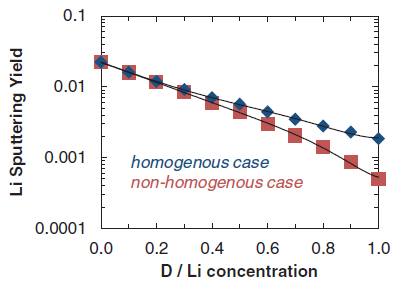 Li Sputtering Yield
0.1
0.01
0.001
0.0001
homogenous case
non-homogenous case
0.0 0.2 0.4 0.6 0.8 1.0
D / Li concentration